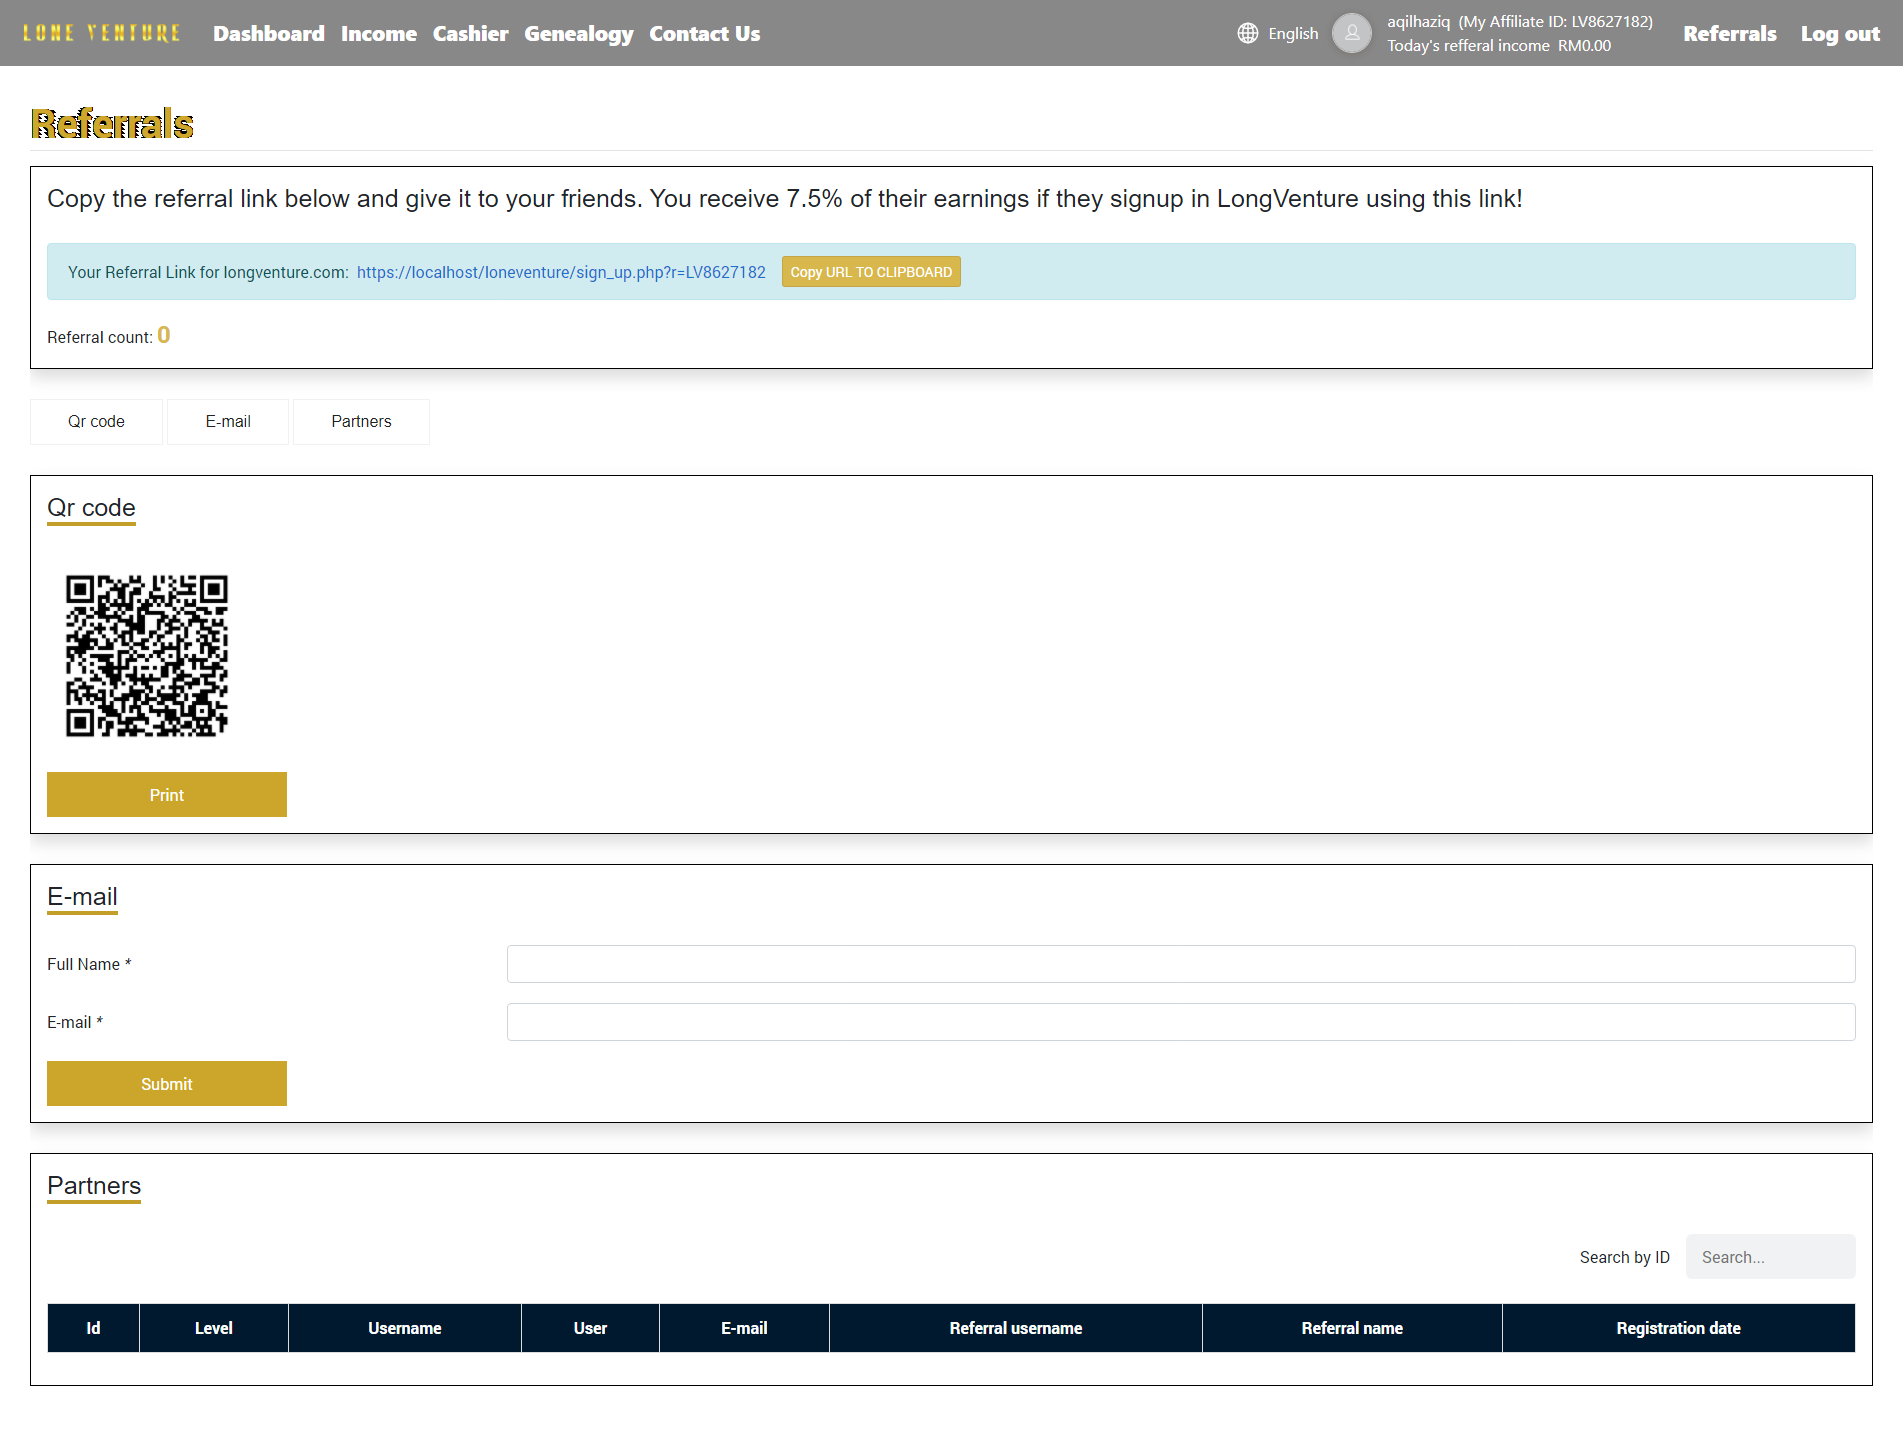 LONE VENTURE Dashboard Income Cashier Genealogy Contact Us English aqilhaziq (My Affiliate ID: LV8627182) Referrals Log out
Today's refferal income RM0.00
Referrals
Copy the referral link below and give it to your friends. You receive 7.5% of their earnings if they signup in LongVenture using this link!
Your Referral Link for longventure.com: https://localhost/loneventure/sign_up.php?r=LV8627182 Copy URL TO CLIPBOARD
Referral count: 0
Qr code E-mail Partners
Qr code
Print
E-mail
Full Name *
E-mail *
Submit
Partners
Search by ID Search...
Id Level Username User E-mail Referral username Referral name Registration date